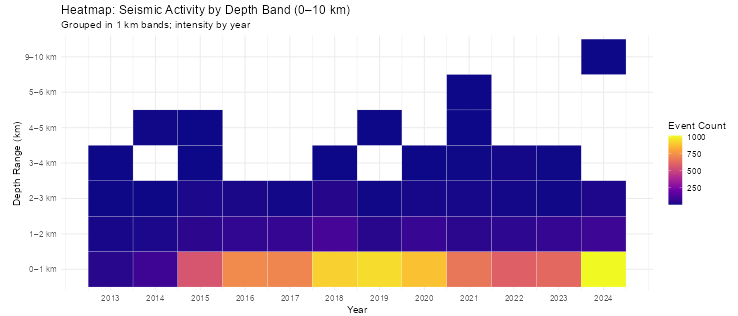 Heatmap: Seismic Activity by Depth Band (0–10 km)
Grouped in 1 km bands; intensity by year
Depth Range (km)
9–10 km
5–6 km
4–5 km
3–4 km
2–3 km
1–2 km
0–1 km
2013 2014 2015 2016 2017 2018 2019 2020 2021 2022 2023 2024
Year
Event Count
1000
750
500
250